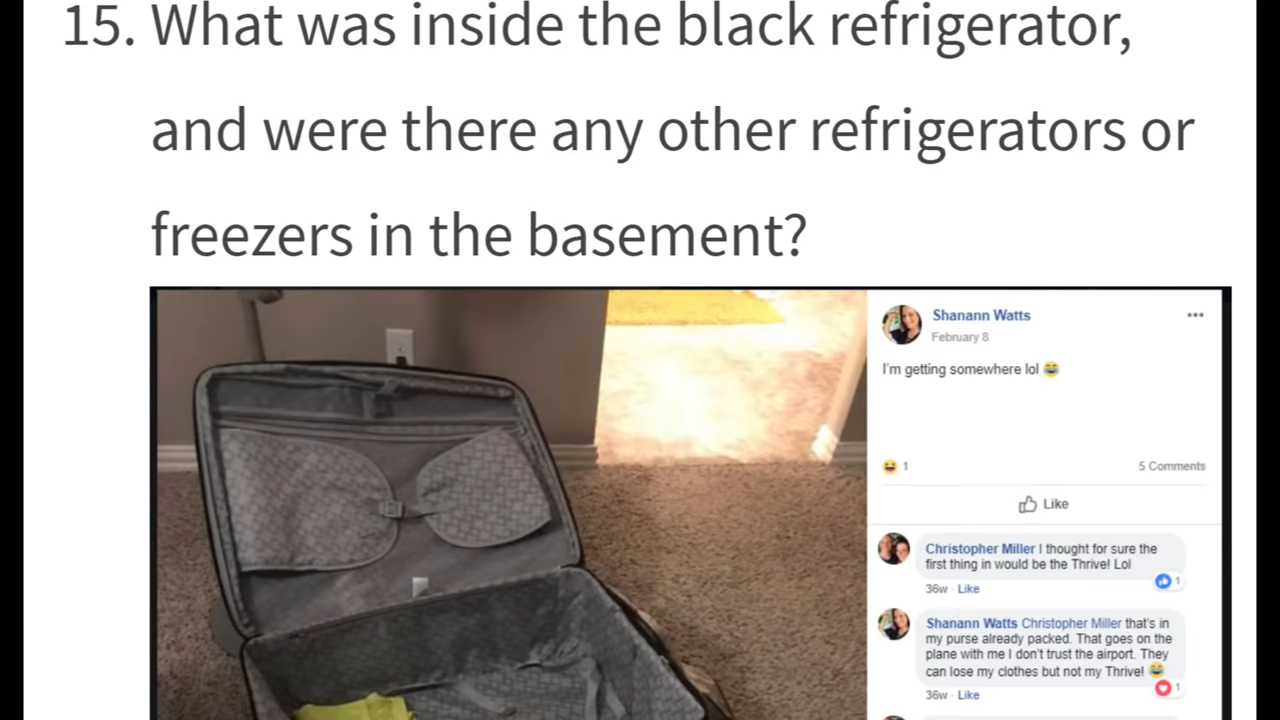 15. What was inside the black refrigerator,
and were there any other refrigerators or
freezers in the basement?
Shanann Watts
February 8
I'm getting somewhere lol 😂
1
5 Comments
Like
Christopher Miller I thought for sure the
first thing in would be the Thrive! Lol
1
36w · Like
Shanann Watts Christopher Miller that's in
my purse already packed. That goes on the
plane with me I don't trust the airport. They
can lose my clothes but not my Thrive! 😂
1
36w · Like